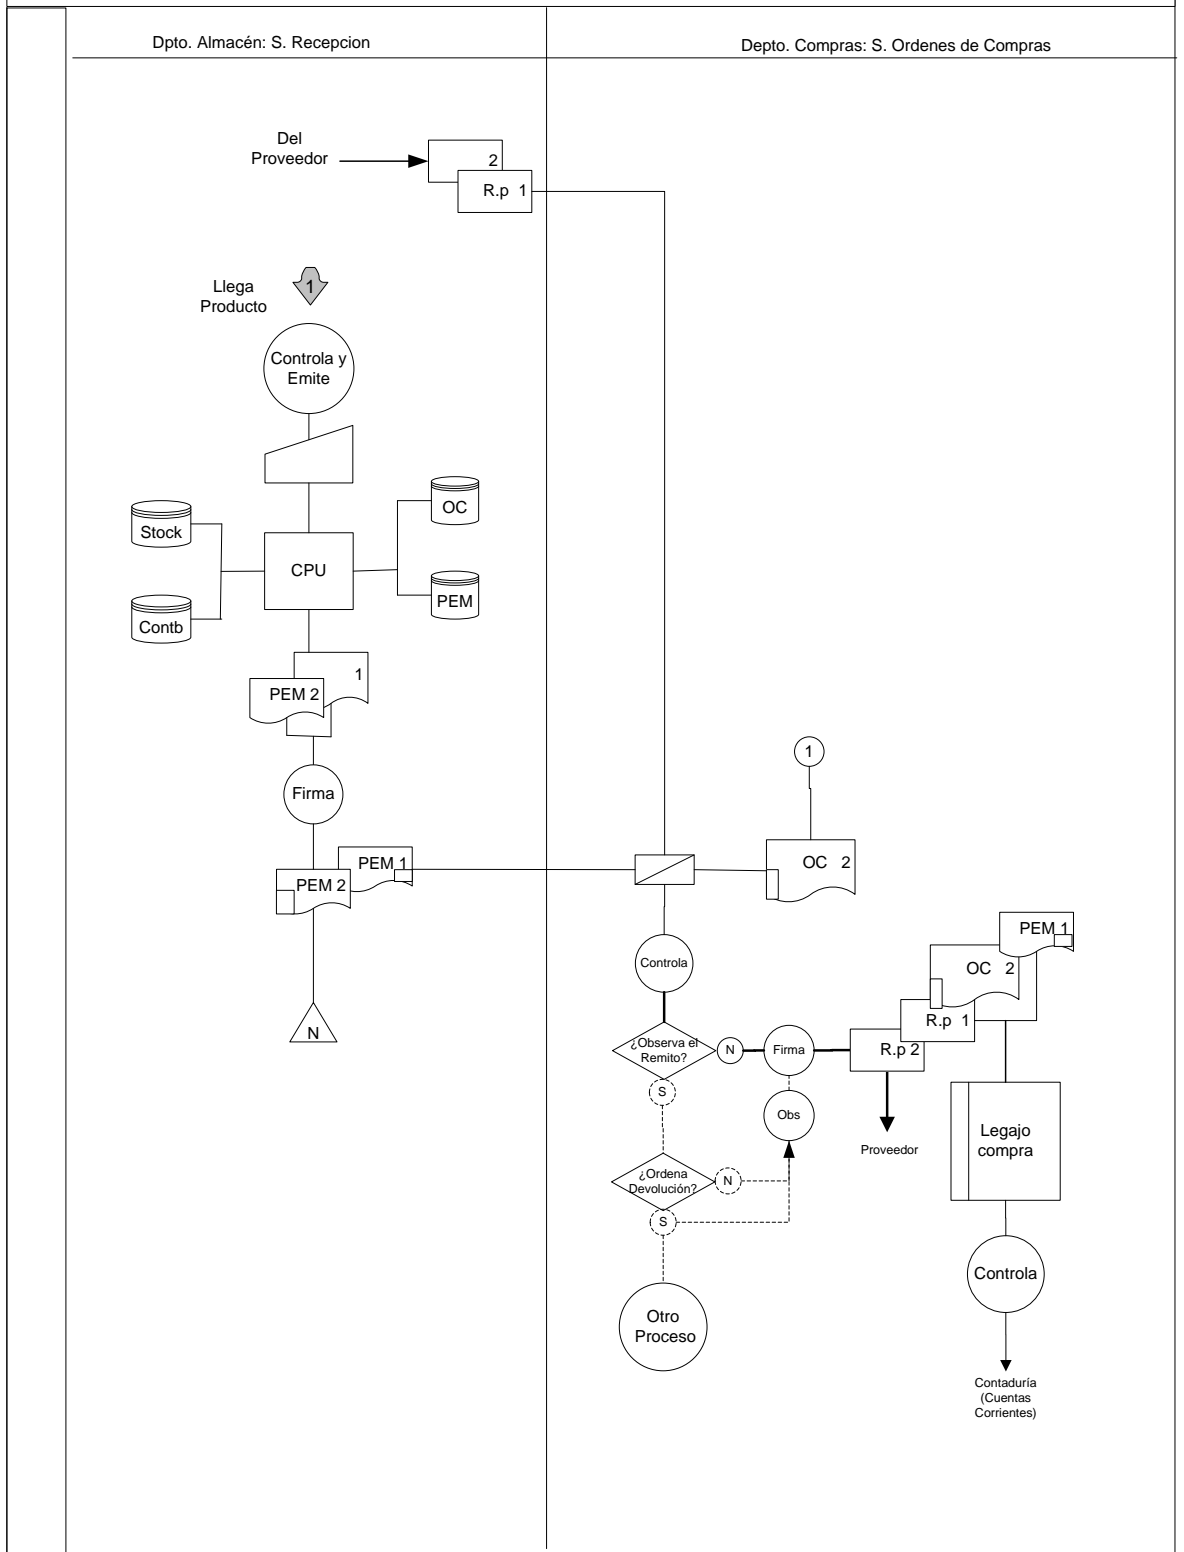 Dpto. Almacén: S. Recepcion
Depto. Compras: S. Ordenes de Compras
Del
Proveedor
2
R.p 1
Llega
Producto
1
Controla y
Emite
OC
Stock
CPU
PEM
Contb
1
PEM 2
1
Firma
PEM 1
OC 2
PEM 2
PEM 1
Controla
OC 2
R.p 1
N
¿Observa el
Remito?
N
Firma
R.p 2
S
Obs
Proveedor
Legajo
compra
¿Ordena
Devolución?
N
S
Controla
Otro
Proceso
Contaduría
(Cuentas
Corrientes)